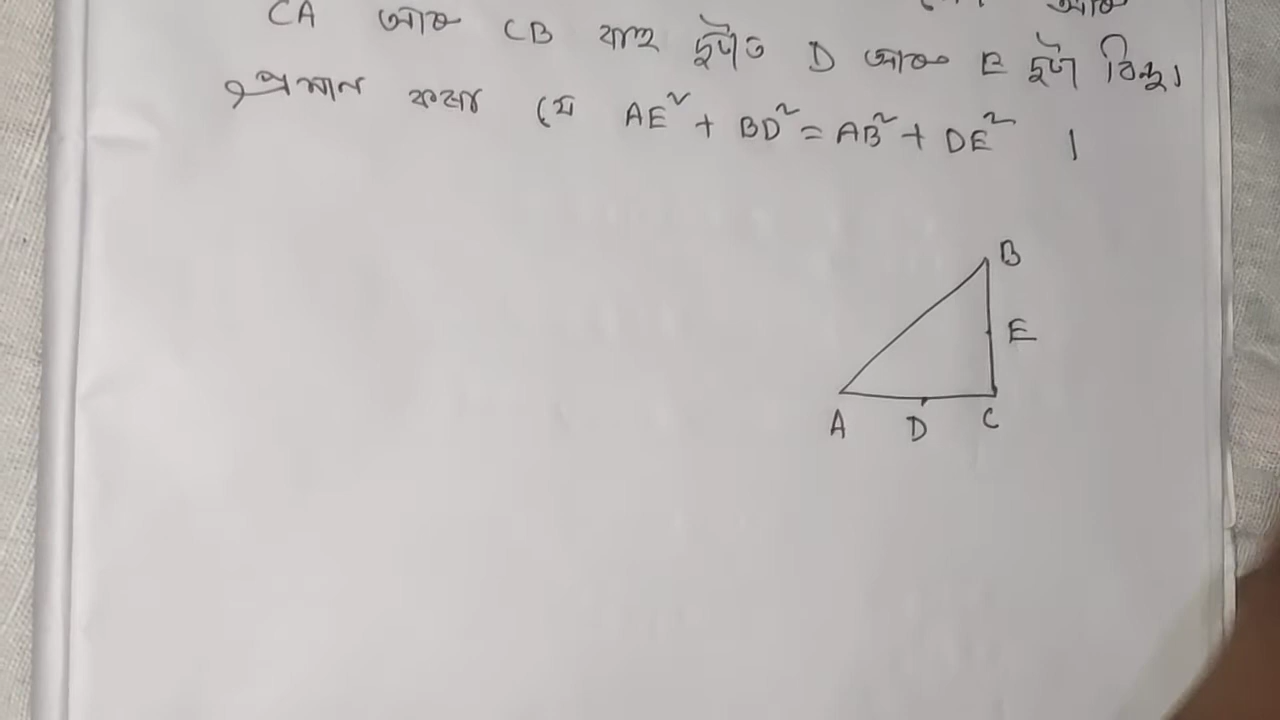 CA আৰু CB বাহু দুটাত D আৰু E দুটা বিন্দু।
প্ৰমাণ কৰা যে AE² + BD² = AB² + DE² ।
B
E
A D C